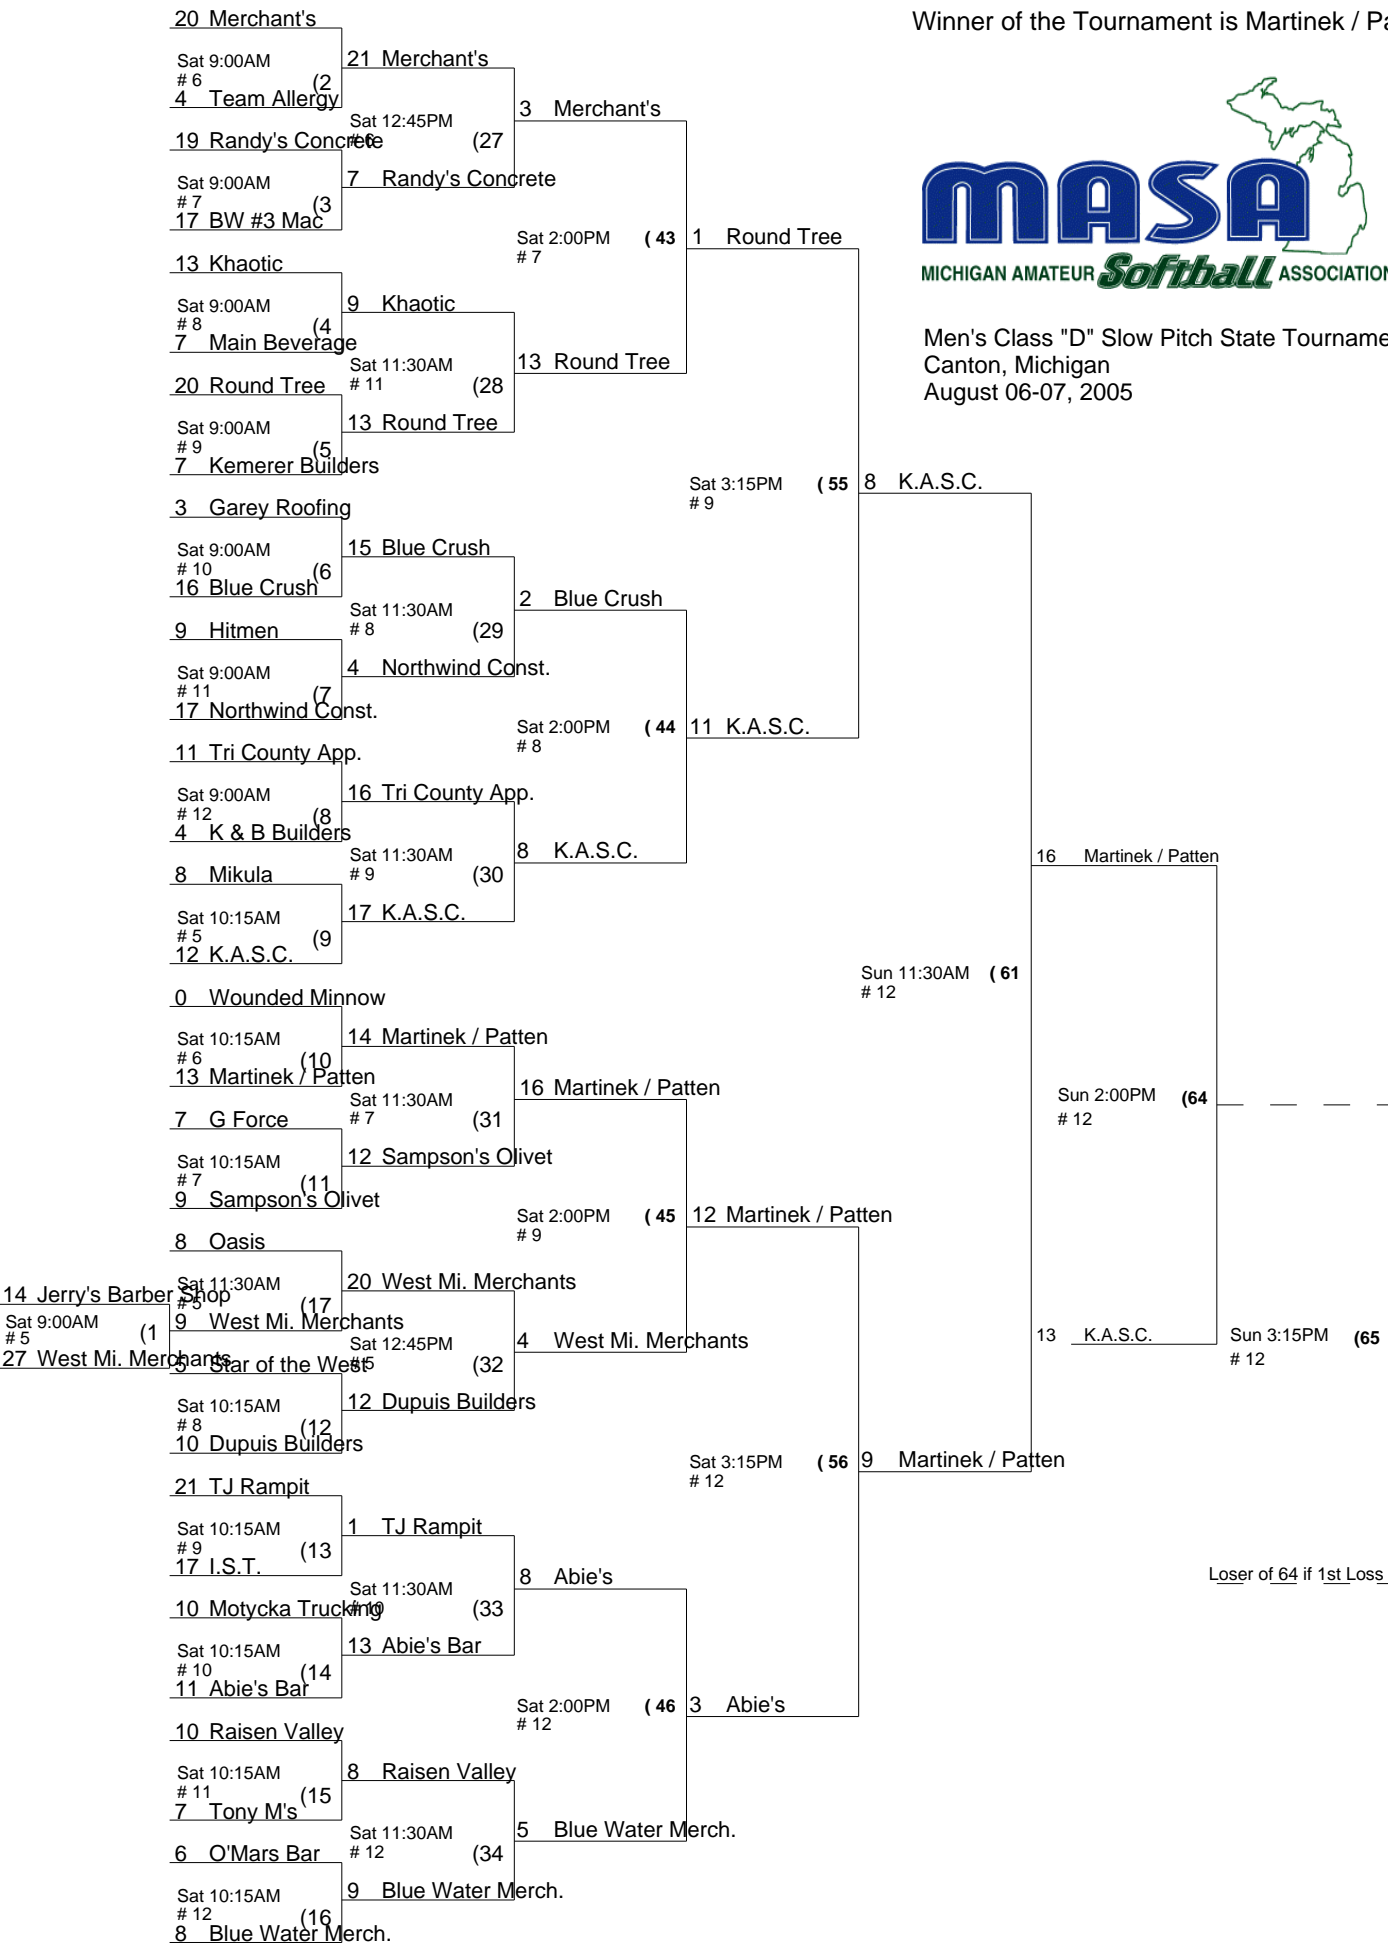 Winner of the Tournament is Martinek / Pa
MASA
MICHIGAN AMATEUR Softball ASSOCIATION
Men's Class "D" Slow Pitch State Tourname
Canton, Michigan
August 06-07, 2005
14 Jerry's Barber Shop
Sat 9:00AM
# 5 (1
27 West Mi. Merchants
20 Merchant's
Sat 9:00AM
# 6 (2
4 Team Allergy
19 Randy's Concrete
Sat 9:00AM
# 7 (3
17 BW #3 Mac
13 Khaotic
Sat 9:00AM
# 8 (4
7 Main Beverage
20 Round Tree
Sat 9:00AM
# 9 (5
7 Kemerer Builders
3 Garey Roofing
Sat 9:00AM
# 10 (6
16 Blue Crush
9 Hitmen
Sat 9:00AM
# 11 (7
17 Northwind Const.
11 Tri County App.
Sat 9:00AM
# 12 (8
4 K & B Builders
8 Mikula
Sat 10:15AM
# 5 (9
12 K.A.S.C.
0 Wounded Minnow
Sat 10:15AM
# 6 (10
13 Martinek / Patten
7 G Force
Sat 10:15AM
# 7 (11
9 Sampson's Olivet
8 Oasis
Sat 11:30AM
# 5 (17
9 West Mi. Merchants
5 Star of the West
Sat 10:15AM
# 8 (12
10 Dupuis Builders
21 TJ Rampit
Sat 10:15AM
# 9 (13
17 I.S.T.
10 Motycka Trucking
Sat 10:15AM
# 10 (14
11 Abie's Bar
10 Raisen Valley
Sat 10:15AM
# 11 (15
7 Tony M's
6 O'Mars Bar
Sat 10:15AM
# 12 (16
8 Blue Water Merch.
21 Merchant's
Sat 12:45PM
# 6 (27
7 Randy's Concrete
9 Khaotic
Sat 11:30AM
# 11 (28
13 Round Tree
15 Blue Crush
Sat 11:30AM
# 8 (29
4 Northwind Const.
16 Tri County App.
Sat 11:30AM
# 9 (30
17 K.A.S.C.
14 Martinek / Patten
Sat 11:30AM
# 7 (31
12 Sampson's Olivet
20 West Mi. Merchants
Sat 12:45PM
# 5 (32
12 Dupuis Builders
1 TJ Rampit
Sat 11:30AM
# 10 (33
13 Abie's Bar
8 Raisen Valley
Sat 11:30AM
# 12 (34
9 Blue Water Merch.
3 Merchant's
Sat 2:00PM ( 43
# 7
13 Round Tree
2 Blue Crush
Sat 2:00PM ( 44
# 8
8 K.A.S.C.
16 Martinek / Patten
Sat 2:00PM ( 45
# 9
4 West Mi. Merchants
8 Abie's
Sat 2:00PM ( 46
# 12
5 Blue Water Merch.
1 Round Tree
Sat 3:15PM ( 55
# 9
11 K.A.S.C.
12 Martinek / Patten
Sat 3:15PM ( 56
# 12
3 Abie's
8 K.A.S.C.
Sun 11:30AM ( 61
# 12
9 Martinek / Patten
16 Martinek / Patten
Sun 2:00PM (64
# 12
13 K.A.S.C.
Sun 3:15PM (65
# 12
Loser of 64 if 1st Loss